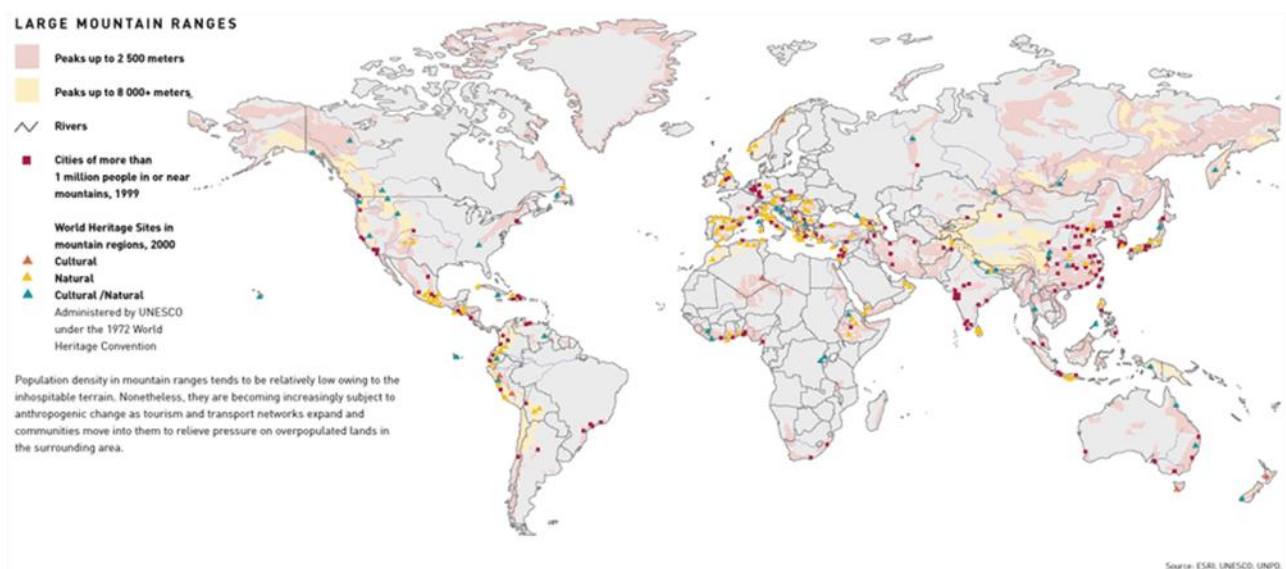 LARGE MOUNTAIN RANGES
Peaks up to 2 500 meters
Peaks up to 8 000+ meters
Rivers
Cities of more than
1 million people in or near
mountains, 1999
World Heritage Sites in
mountain regions, 2000
Cultural
Natural
Cultural /Natural
Administered by UNESCO
under the 1972 World
Heritage Convention
Population density in mountain ranges tends to be relatively low owing to the
inhospitable terrain. Nonetheless, they are becoming increasingly subject to
anthropogenic change as tourism and transport networks expand and
communities move into them to relieve pressure on overpopulated lands in
the surrounding area.
Source: ESRI, UNESCO, UNPD.